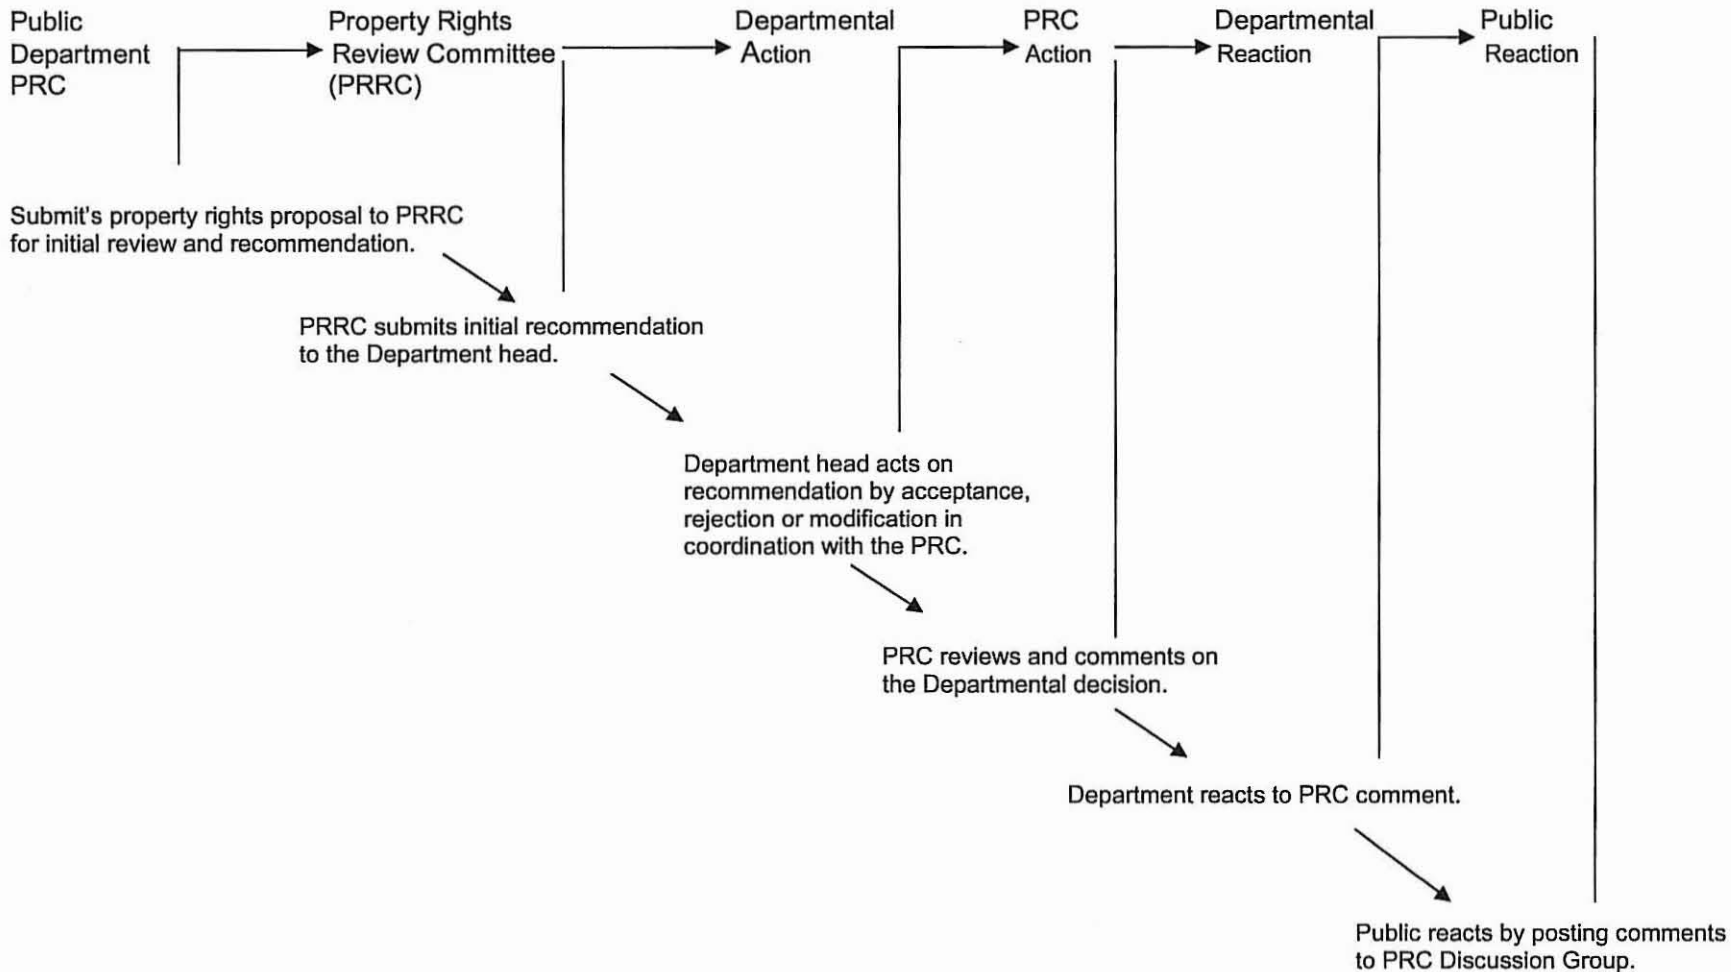 Public
Department
PRC
Property Rights
Review Committee
(PRRC)
Departmental
Action
PRC
Action
Departmental
Reaction
Public
Reaction
Submit's property rights proposal to PRRC
for initial review and recommendation.
PRRC submits initial recommendation
to the Department head.
Department head acts on
recommendation by acceptance,
rejection or modification in
coordination with the PRC.
PRC reviews and comments on
the Departmental decision.
Department reacts to PRC comment.
Public reacts by posting comments
to PRC Discussion Group.